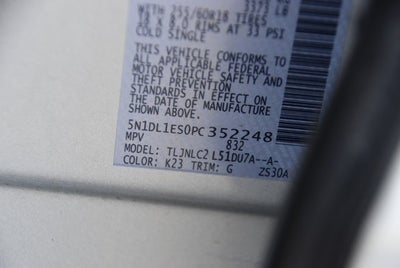 3373 LB
WITH 255/60R18 TIRES
18 X 8.0 RIMS AT 33 PSI
COLD SINGLE
THIS VEHICLE CONFORMS TO
ALL APPLICABLE FEDERAL
MOTOR VEHICLE SAFETY AND
THEFT PREVENTION
STANDARDS IN EFFECT ON
THE DATE OF MANUFACTURE
SHOWN ABOVE.
5N1DL1ES0PC352248
MPV 832
MODEL: TLJNLC2 L51DU7A--A-
COLOR: K23 TRIM: G ZS30A